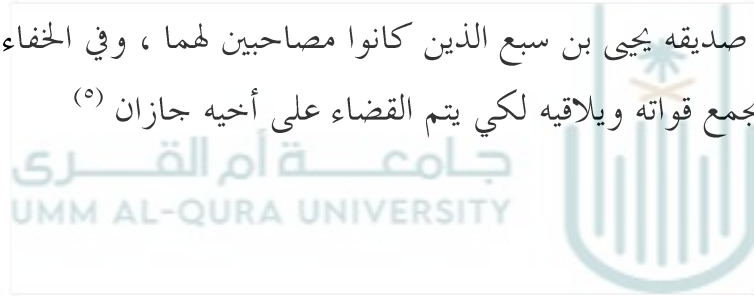 صديقه يحيى بن سبع الذين كانوا مصاحبين لهما ، وفي الخفاء
يجمع قواته ويلاقيه لكي يتم القضاء على أخيه جازان (٥)
جامعة أم القرى
UMM AL-QURA UNIVERSITY